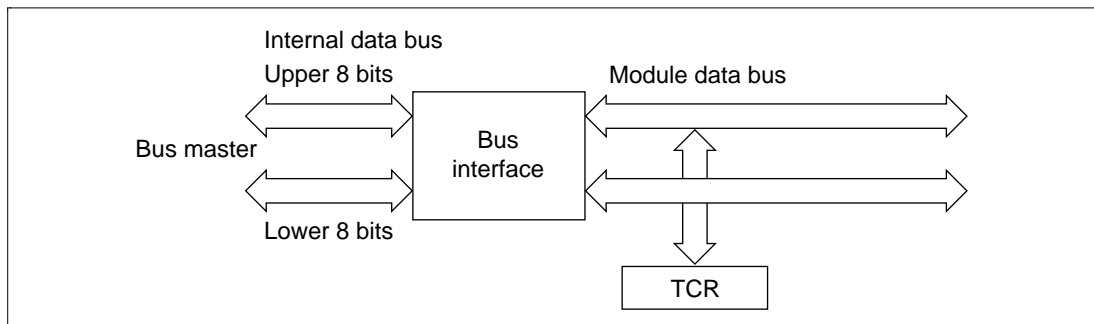 Internal data bus
Upper 8 bits
Module data bus
Bus master
Bus
interface
Lower 8 bits
TCR